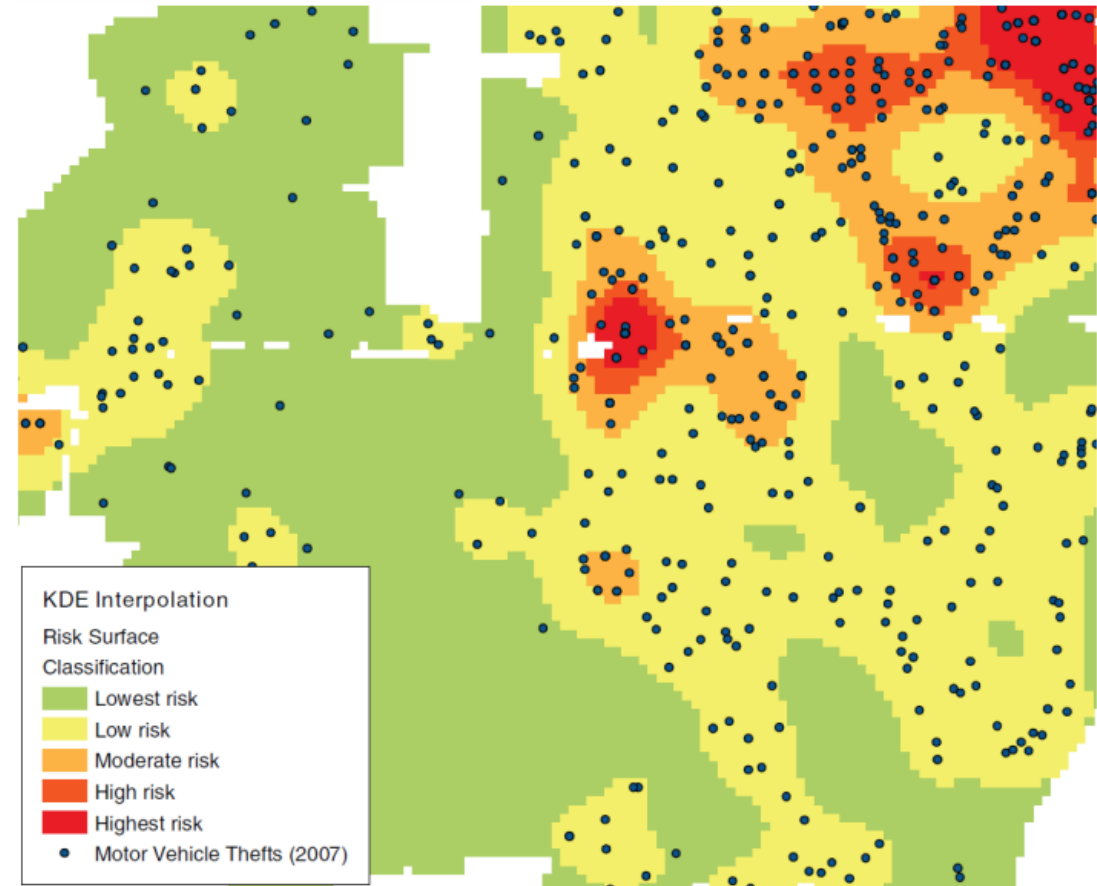 KDE Interpolation
Risk Surface
Classification
Lowest risk
Low risk
Moderate risk
High risk
Highest risk
Motor Vehicle Thefts (2007)